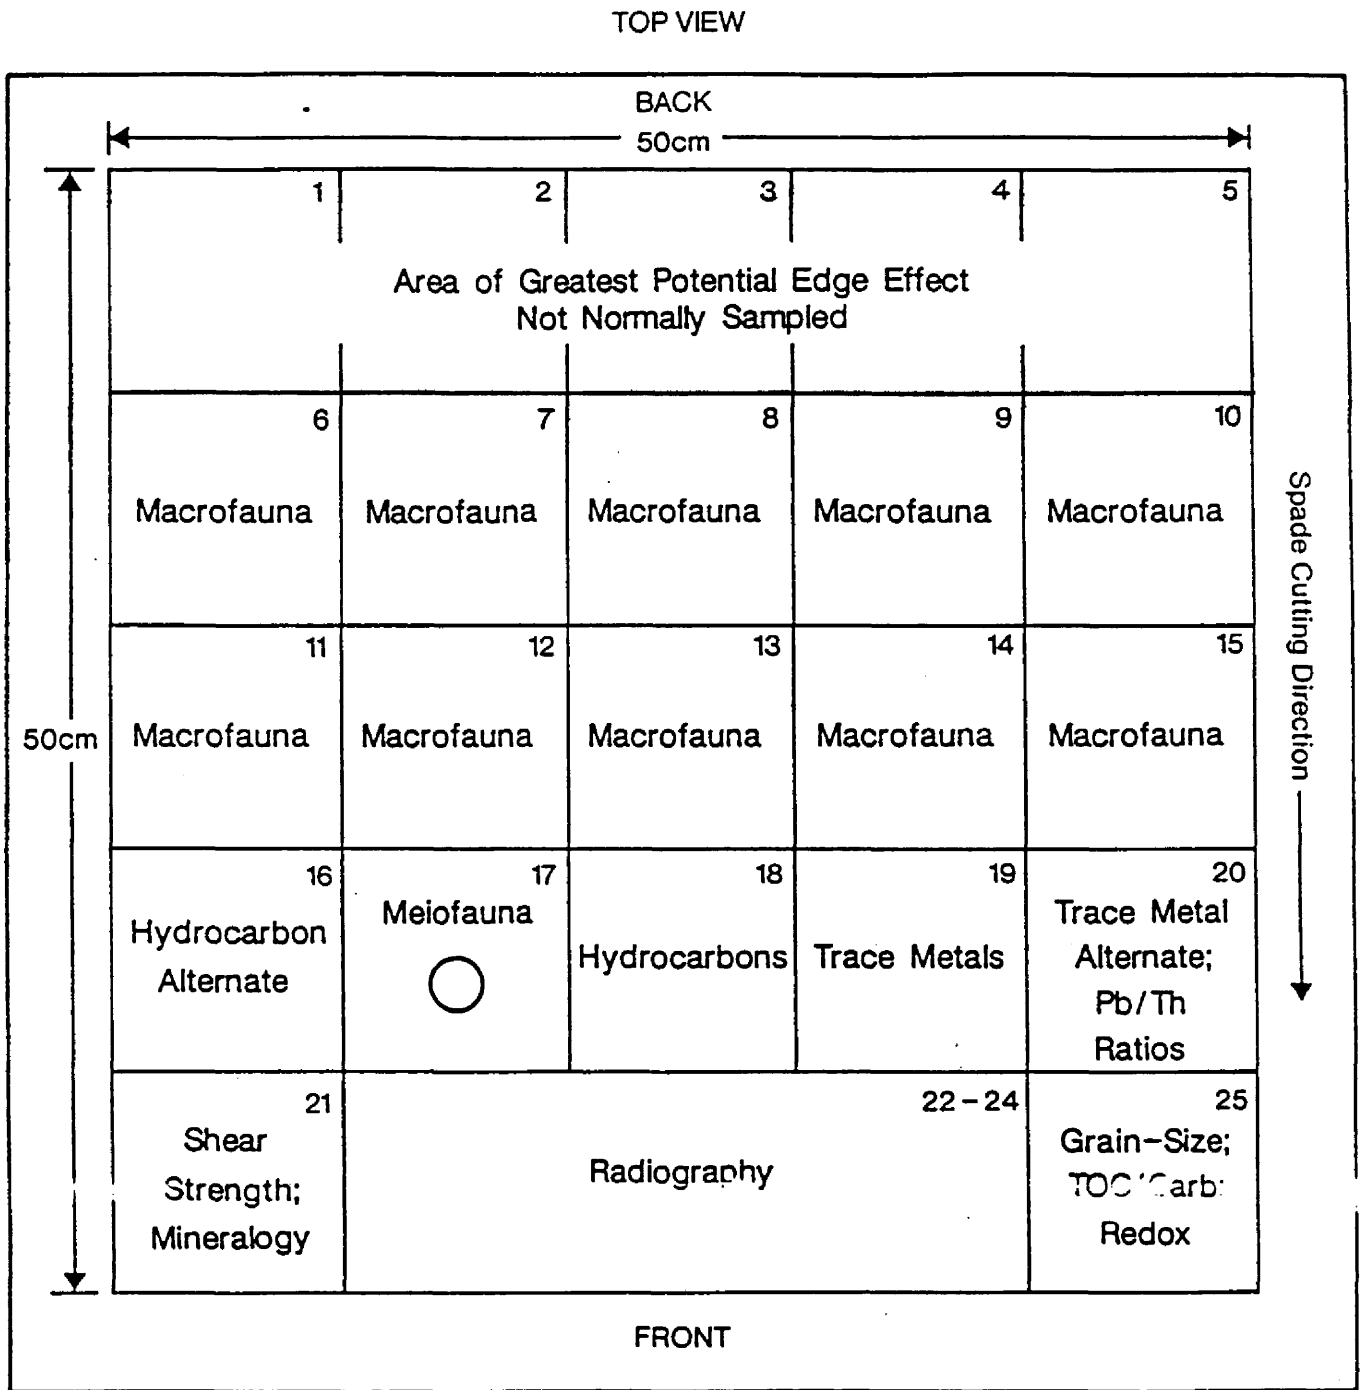 TOP VIEW
BACK
50cm
1 2 3 4 5
Area of Greatest Potential Edge Effect
Not Normally Sampled
6 7 8 9 10
Macrofauna Macrofauna Macrofauna Macrofauna Macrofauna
Spade Cutting Direction
11 12 13 14 15
50cm
Macrofauna Macrofauna Macrofauna Macrofauna Macrofauna
16
Hydrocarbon
Alternate
17
Meiofauna
18
Hydrocarbons
19
Trace Metals
20
Trace Metal
Alternate;
Pb/Th
Ratios
21
Shear
Strength;
Mineralogy
22-24
Radiography
25
Grain-Size;
TOC
Redox
FRONT